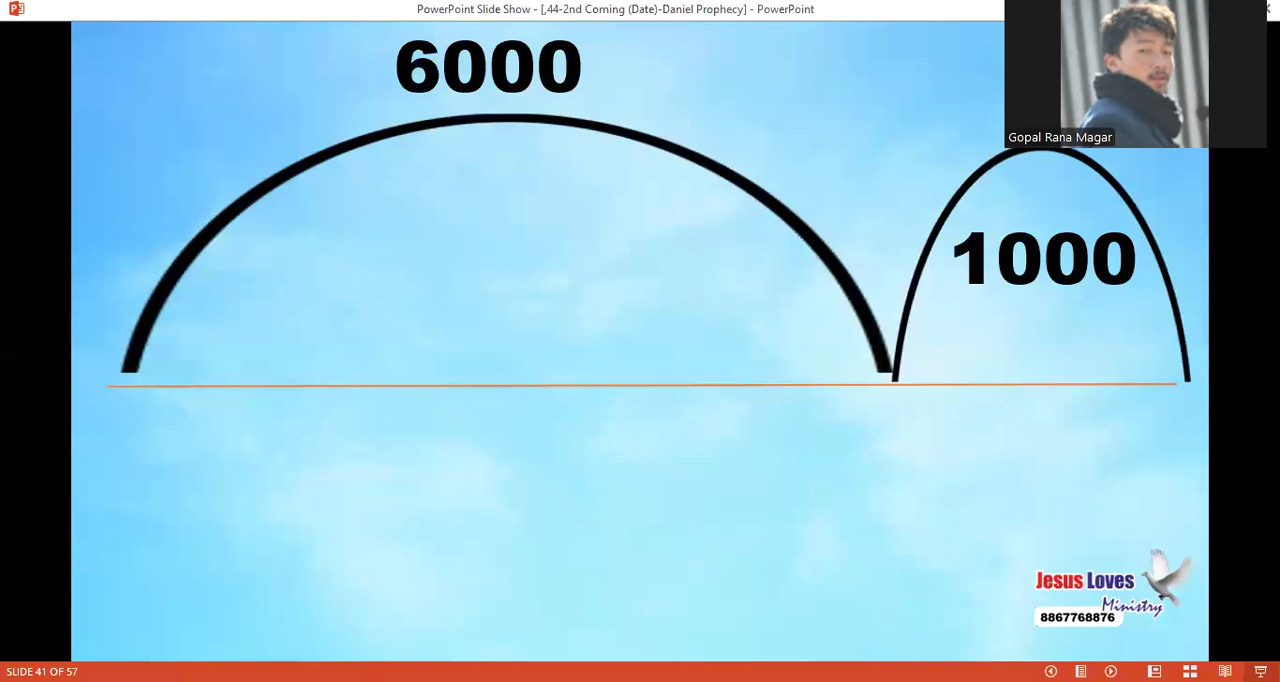 PowerPoint Slide Show - [,44-2nd Coming (Date)-Daniel Prophecy] - PowerPoint
6000
Gopal Rana Magar
1000
Jesus Loves
Ministry
8867768876
SLIDE 41 OF 57